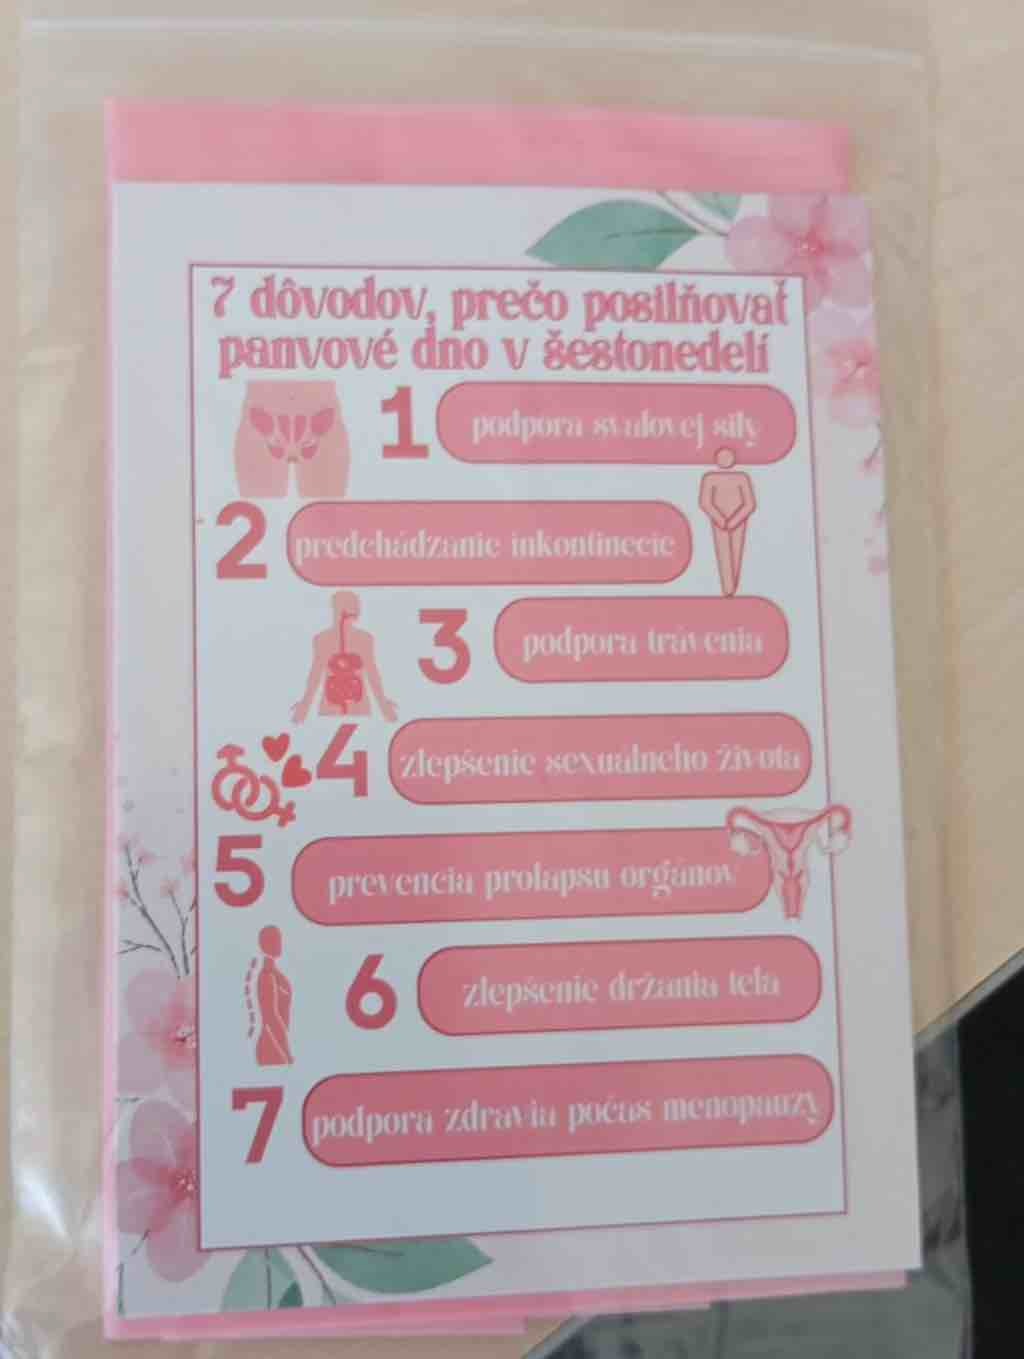 7 dôvodov, prečo posilňovať
panvové dno v šestonedelí
1 podpora svalovej sily
2 predchádzanie inkontinecie
3 podpora trávenia
4 zlepšenie sexuálneho života
5 prevencia prolapsu orgánov
6 zlepšenie držania tela
7 podpora zdravia počas menopauzy